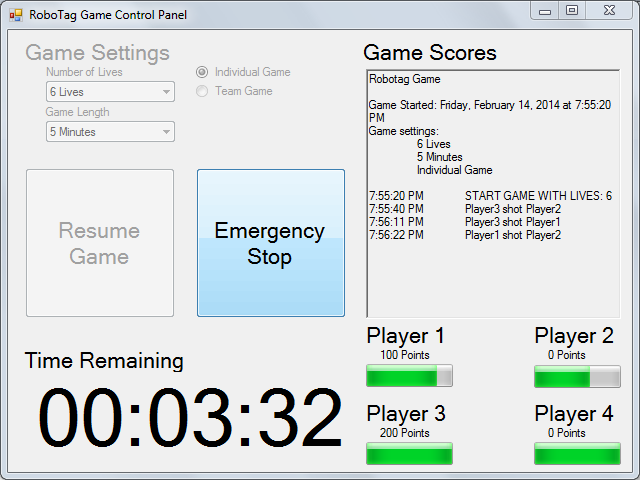 RoboTag Game Control Panel
Game Settings
Number of Lives
6 Lives
Game Length
5 Minutes
Individual Game
Team Game
Resume
Game
Emergency
Stop
Time Remaining
00:03:32
Game Scores
Robotag Game
Game Started: Friday, February 14, 2014 at 7:55:20
PM
Game settings:
6 Lives
5 Minutes
Individual Game
7:55:20 PM START GAME WITH LIVES: 6
7:55:40 PM Player3 shot Player2
7:56:11 PM Player3 shot Player1
7:56:22 PM Player1 shot Player2
Player 1
100 Points
Player 2
0 Points
Player 3
200 Points
Player 4
0 Points